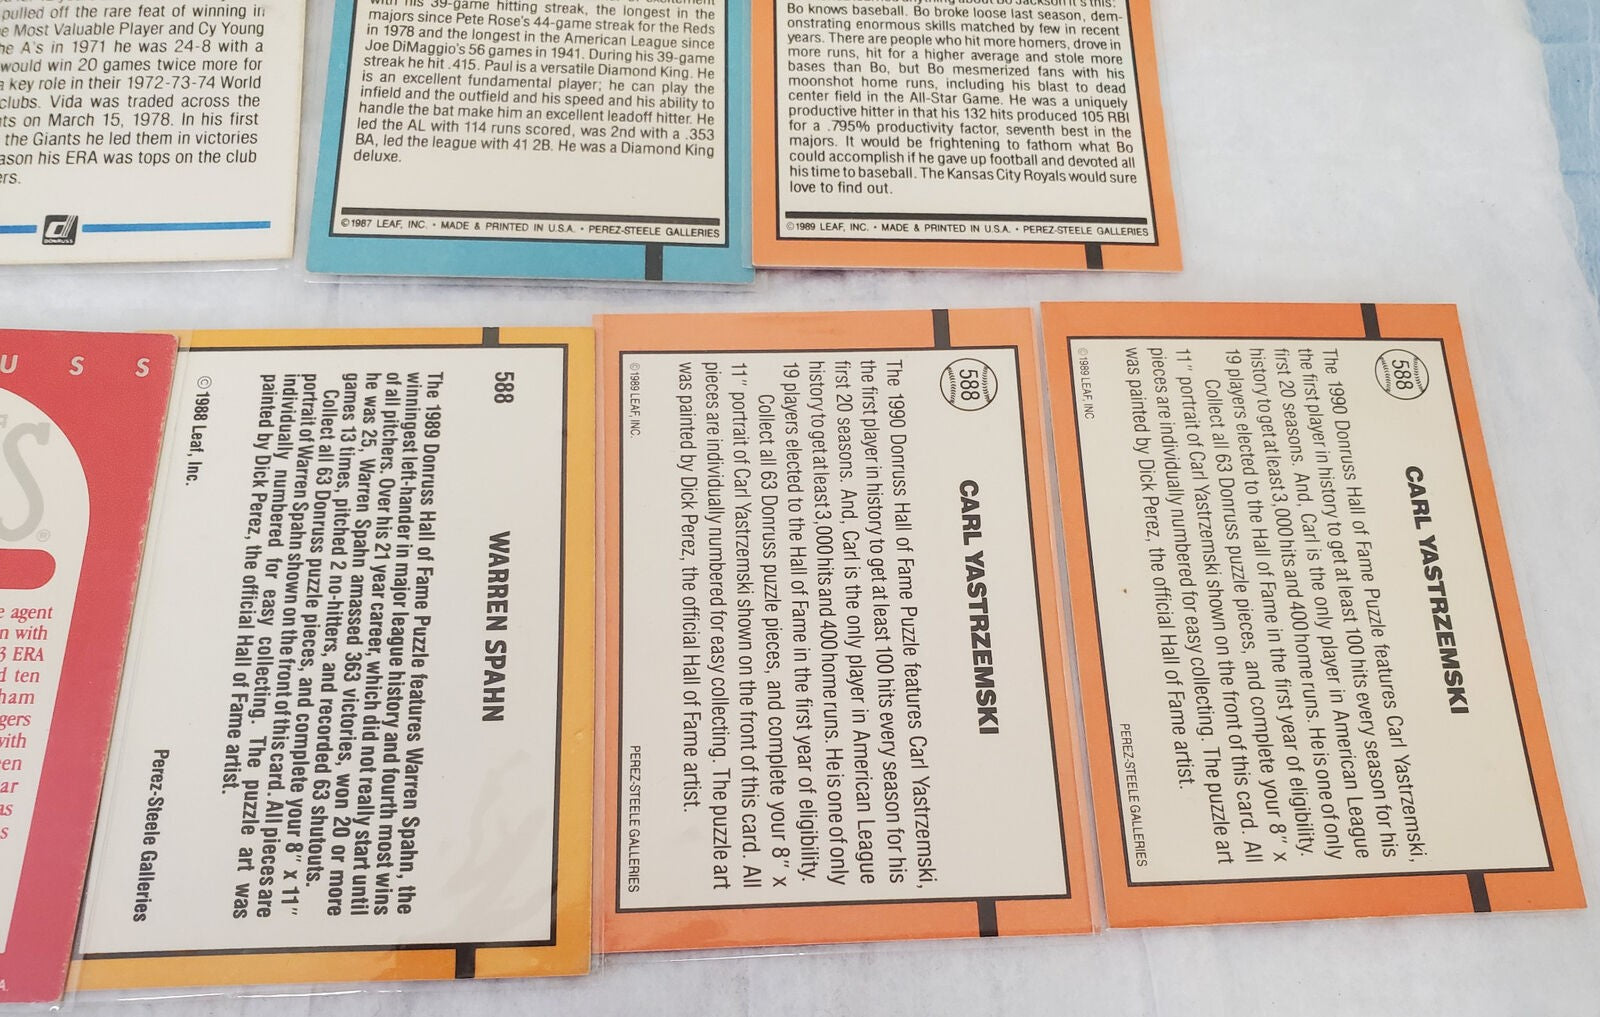 pulled off the rare feat of winning in
Most Valuable Player and Cy Young
A's in 1971 he was 24-8 with a
would win 20 games twice more for
key role in their 1972-73-74 World
clubs. Vida was traded across the
on March 15, 1978. In his first
the Giants he led them in victories
his ERA was tops on the club
DONRUSS
his 39-game hitting streak, the longest in the
majors since Pete Rose's 44-game streak for the Reds
in 1978 and the longest in the American League since
Joe DiMaggio's 56 games in 1941. During his 39-game
streak he hit .415. Paul is a versatile Diamond King. He
is an excellent fundamental player; he can play the
infield and the outfield and his speed and his ability to
handle the bat make him an excellent leadoff hitter. He
led the AL with 114 runs scored, was 2nd with a .353
BA, led the league with 41 2B. He was a Diamond King
deluxe.
©1987 LEAF, INC. • MADE & PRINTED IN U.S.A. • PEREZ-STEELE GALLERIES
anything about Bo Jackson it's this:
Bo knows baseball. Bo broke loose last season, dem-
onstrating enormous skills matched by few in recent
years. There are people who hit more homers, drove in
more runs, hit for a higher average and stole more
bases than Bo, but Bo mesmerized fans with his
moonshot home runs, including his blast to dead
center field in the All-Star Game. He was a uniquely
productive hitter in that his 132 hits produced 105 RBI
for a .795% productivity factor, seventh best in the
majors. It would be frightening to fathom what Bo
could accomplish if he gave up football and devoted all
his time to baseball. The Kansas City Royals would sure
love to find out.
©1989 LEAF, INC. • MADE & PRINTED IN U.S.A. • PEREZ-STEELE GALLERIES
U S S
S®
agent
with
ERA
ten
with
588
WARREN SPAHN
The 1989 Donruss Hall of Fame Puzzle features Warren Spahn, the
winningest left-hander in major league history and fourth most wins
of all pitchers. Over his 21 year career, which did not really start until
he was 25, Warren Spahn amassed 363 victories, won 20 or more
games 13 times, pitched 2 no-hitters, and recorded 63 shutouts.
Collect all 63 Donruss puzzle pieces, and complete your 8" x 11"
portrait of Warren Spahn shown on the front of this card. All pieces are
individually numbered for easy collecting. The puzzle art was
painted by Dick Perez, the official Hall of Fame artist.
© 1988 Leaf, Inc.
Perez-Steele Galleries
588
CARL YASTRZEMSKI
The 1990 Donruss Hall of Fame Puzzle features Carl Yastrzemski,
the first player in history to get at least 100 hits every season for his
first 20 seasons. And, Carl is the only player in American League
history to get at least 3,000 hits and 400 home runs. He is one of only
19 players elected to the Hall of Fame in the first year of eligibility.
Collect all 63 Donruss puzzle pieces, and complete your 8" x
11" portrait of Carl Yastrzemski shown on the front of this card. All
pieces are individually numbered for easy collecting. The puzzle art
was painted by Dick Perez, the official Hall of Fame artist.
©1989 LEAF, INC.
PEREZ-STEELE GALLERIES
588
CARL YASTRZEMSKI
The 1990 Donruss Hall of Fame Puzzle features Carl Yastrzemski,
the first player in history to get at least 100 hits every season for his
first 20 seasons. And, Carl is the only player in American League
history to get at least 3,000 hits and 400 home runs. He is one of only
19 players elected to the Hall of Fame in the first year of eligibility.
Collect all 63 Donruss puzzle pieces, and complete your 8" x
11" portrait of Carl Yastrzemski shown on the front of this card. All
pieces are individually numbered for easy collecting. The puzzle art
was painted by Dick Perez, the official Hall of Fame artist.
©1989 LEAF, INC
PEREZ-STEELE GALLERIES